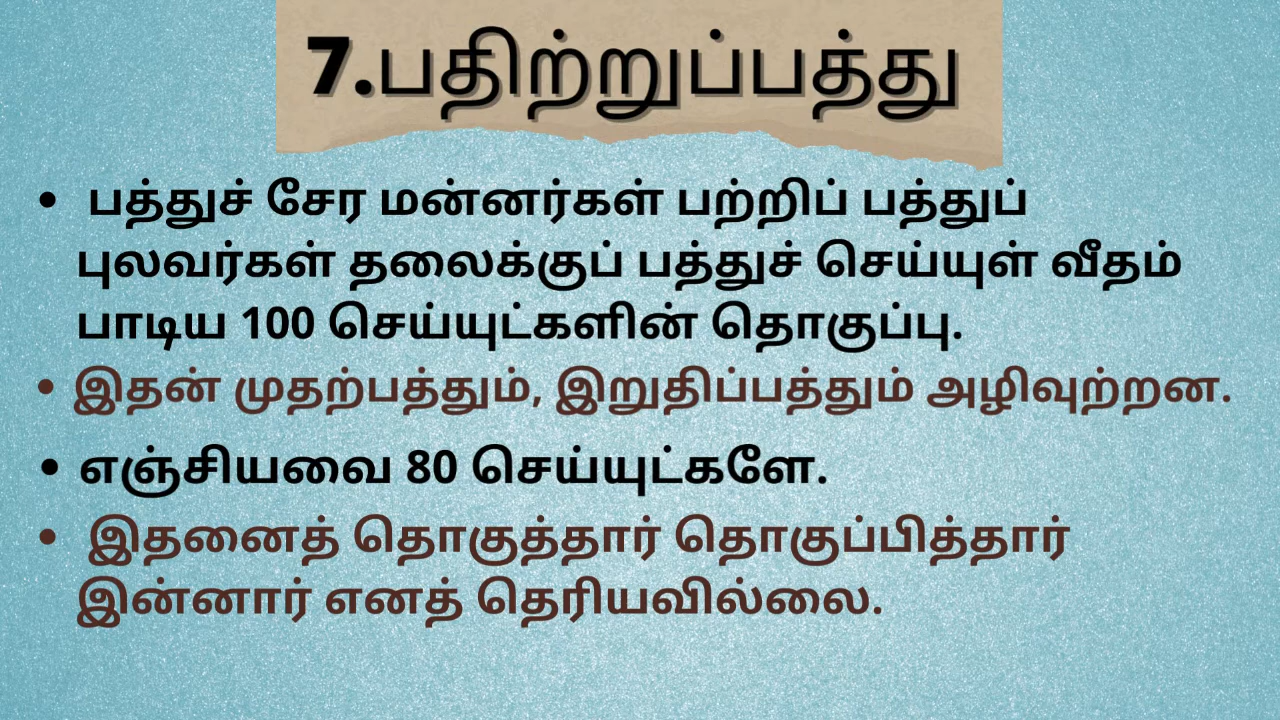 7.பதிற்றுப்பத்து
• பத்துச் சேர மன்னர்கள் பற்றிப் பத்துப்
புலவர்கள் தலைக்குப் பத்துச் செய்யுள் வீதம்
பாடிய 100 செய்யுட்களின் தொகுப்பு.
• இதன் முதற்பத்தும், இறுதிப்பத்தும் அழிவுற்றன.
• எஞ்சியவை 80 செய்யுட்களே.
• இதனைத் தொகுத்தார் தொகுப்பித்தார்
இன்னார் எனத் தெரியவில்லை.